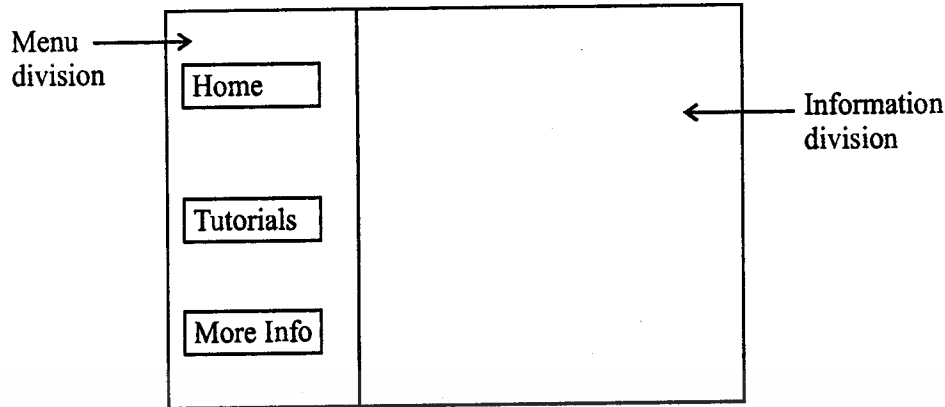 Menu
division
Home
Tutorials
More Info
Information
division